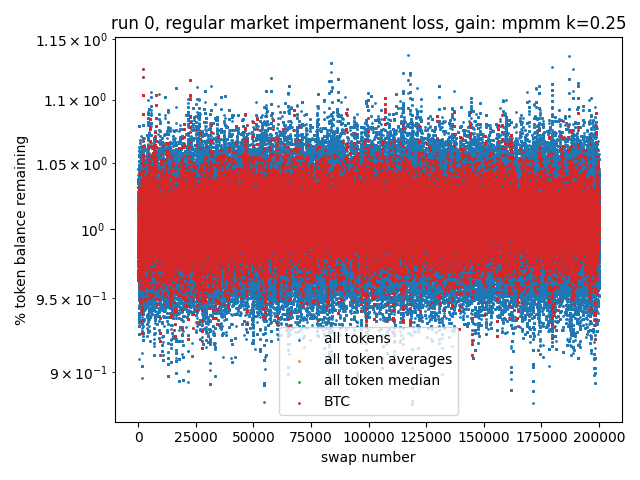 run 0, regular market impermanent loss, gain: mpmm k=0.25
% token balance remaining
1.15 × 10⁰
1.1 × 10⁰
1.05 × 10⁰
10⁰
9.5 × 10⁻¹
9 × 10⁻¹
all tokens
all token averages
all token median
BTC
0 25000 50000 75000 100000 125000 150000 175000 200000
swap number